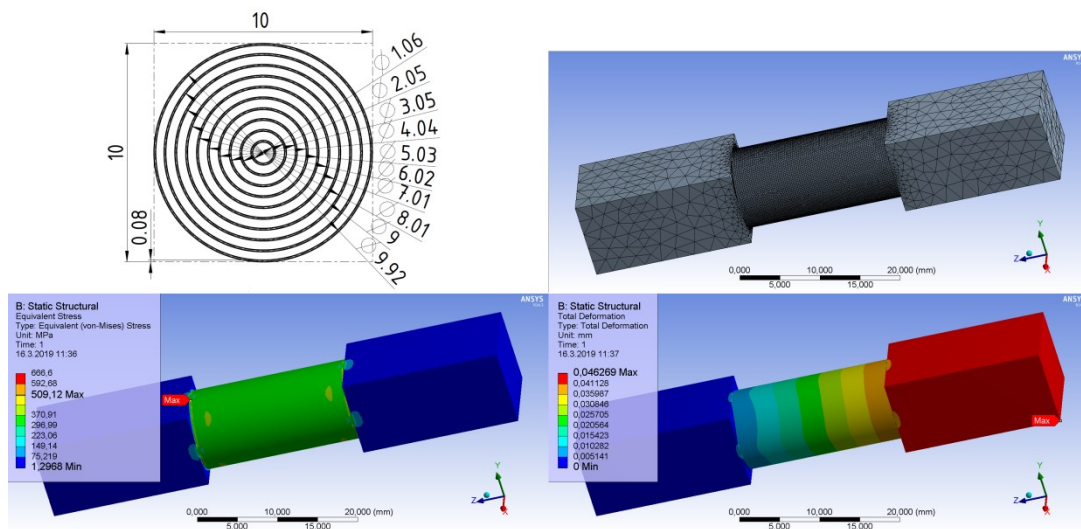 10
10
0.08
1.06
2.05
3.05
4.04
5.03
6.02
7.01
8.01
9
9.92
ANSYS
0,000 10,000 20,000 (mm)
5,000 15,000
Y
Z
X
B: Static Structural
Equivalent Stress
Type: Equivalent (von-Mises) Stress
Unit: MPa
Time: 1
16.3.2019 11:36
666,6
592,68
509,12 Max
370,91
296,99
223,06
149,14
75,219
1,2968 Min
Max
ANSYS
0,000 10,000 20,000 (mm)
5,000 15,000
Y
Z
X
B: Static Structural
Total Deformation
Type: Total Deformation
Unit: mm
Time: 1
16.3.2019 11:37
0,046269 Max
0,041128
0,035987
0,030846
0,025705
0,020564
0,015423
0,010282
0,005141
0 Min
Max
ANSYS
0,000 10,000 20,000 (mm)
5,000 15,000
Y
Z
X